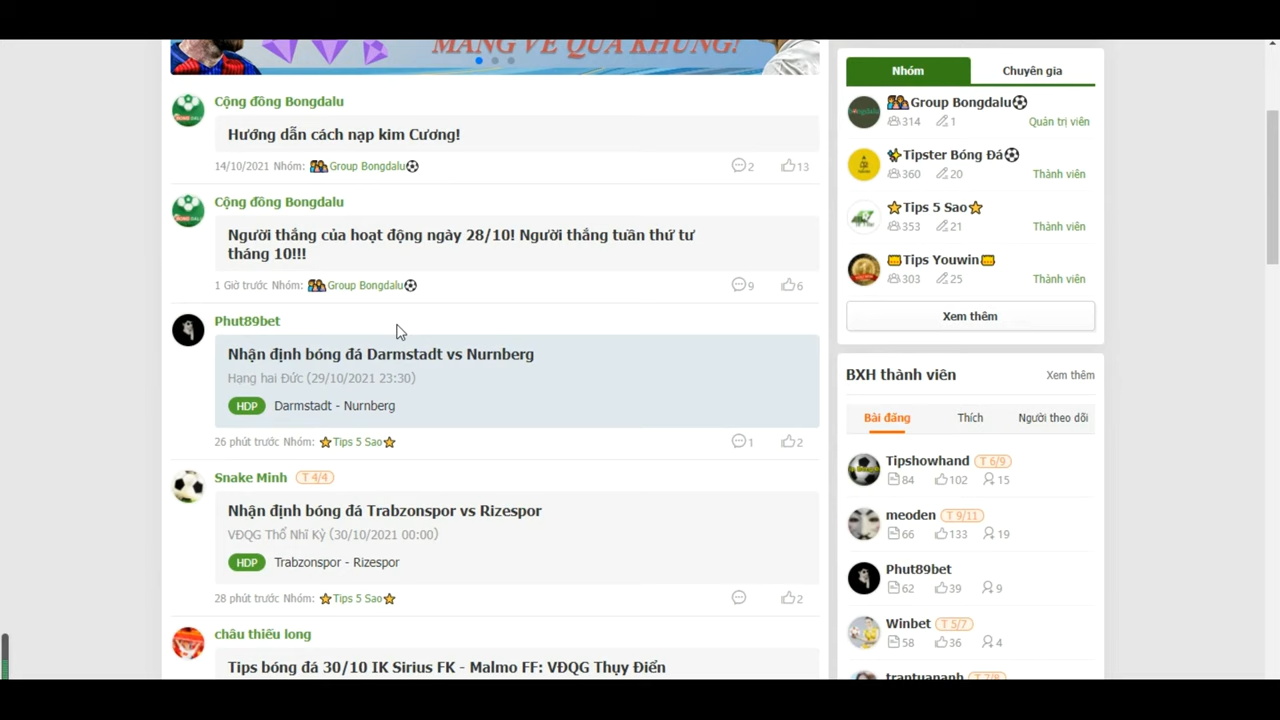 MANG VỀ QUÀ KHỦNG!
Cộng đồng Bongdalu
Hướng dẫn cách nạp kim Cương!
14/10/2021 Nhóm: Group Bongdalu
2
13
Cộng đồng Bongdalu
Người thắng của hoạt động ngày 28/10! Người thắng tuần thứ tư
tháng 10!!!
1 Giờ trước Nhóm: Group Bongdalu
9
6
Phut89bet
Nhận định bóng đá Darmstadt vs Nurnberg
Hạng hai Đức (29/10/2021 23:30)
HDP Darmstadt - Nurnberg
26 phút trước Nhóm: Tips 5 Sao
1
2
Snake Minh T 4/4
Nhận định bóng đá Trabzonspor vs Rizespor
VĐQG Thổ Nhĩ Kỳ (30/10/2021 00:00)
HDP Trabzonspor - Rizespor
28 phút trước Nhóm: Tips 5 Sao
2
châu thiếu long
Tips bóng đá 30/10 IK Sirius FK - Malmo FF: VĐQG Thụy Điển
Nhóm
Chuyên gia
Group Bongdalu
314 1 Quản trị viên
Tipster Bóng Đá
360 20 Thành viên
Tips 5 Sao
353 21 Thành viên
Tips Youwin
303 25 Thành viên
Xem thêm
BXH thành viên Xem thêm
Bài đăng Thích Người theo dõi
Tipshowhand T 6/9
84 102 15
meoden T 9/11
66 133 19
Phut89bet
62 39 9
Winbet T 5/7
58 36 4
trantuananh T 7/8